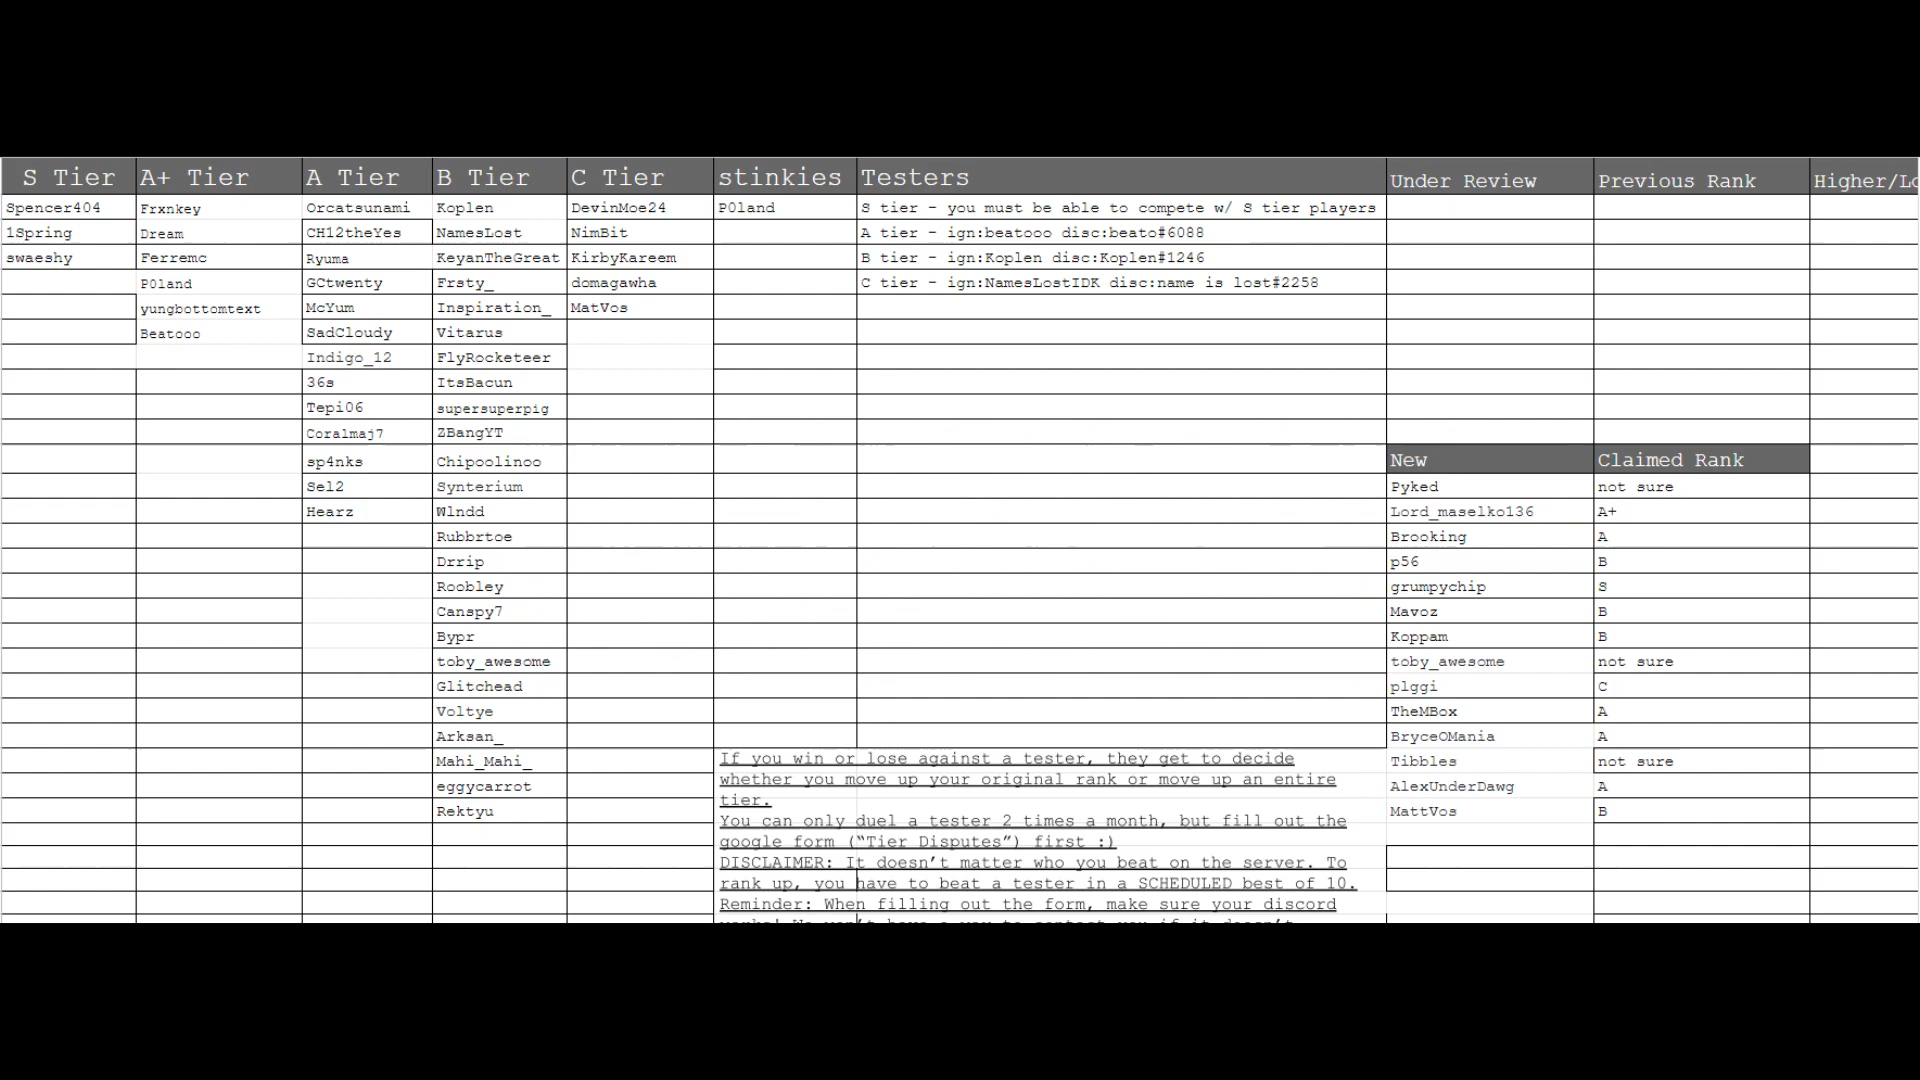 S Tier A+ Tier A Tier B Tier C Tier stinkies Testers Under Review Previous Rank Higher/Lo
Spencer404 Frxnkey Orcatsunami Koplen DevinMoe24 P0land S tier - you must be able to compete w/ S tier players
1Spring Dream CH12theYes NamesLost NimBit A tier - ign:beatooo disc:beato#6088
swaeshy Ferremc Ryuma KeyanTheGreat KirbyKareem B tier - ign:Koplen disc:Koplen#1246
P0land GCtwenty Frsty_ domagawha C tier - ign:NamesLostIDK disc:name is lost#2258
yungbottomtext McYum Inspiration_ MatVos
Beatooo SadCloudy Vitarus
Indigo_12 FlyRocketeer
36s ItsBacun
Tepi06 supersuperpig
Coralmaj7 ZBangYT
sp4nks Chipoolinoo New Claimed Rank
Sel2 Synterium Pyked not sure
Hearz Wlndd Lord_maselko136 A+
Rubbrtoe Brooking A
Drrip p56 B
Roobley grumpychip S
Canspy7 Mavoz B
Bypr Koppam B
toby_awesome toby_awesome not sure
Glitchead plggi C
Voltye TheMBox A
Arksan_ BryceOMania A
Mahi_Mahi_ Tibbles not sure
eggycarrot AlexUnderDawg A
Rektyu MattVos B
If you win or lose against a tester, they get to decide
whether you move up your original rank or move up an entire
tier.
You can only duel a tester 2 times a month, but fill out the
google form (“Tier Disputes”) first :)
DISCLAIMER: It doesn’t matter who you beat on the server. To
rank up, you have to beat a tester in a SCHEDULED best of 10.
Reminder: When filling out the form, make sure your discord